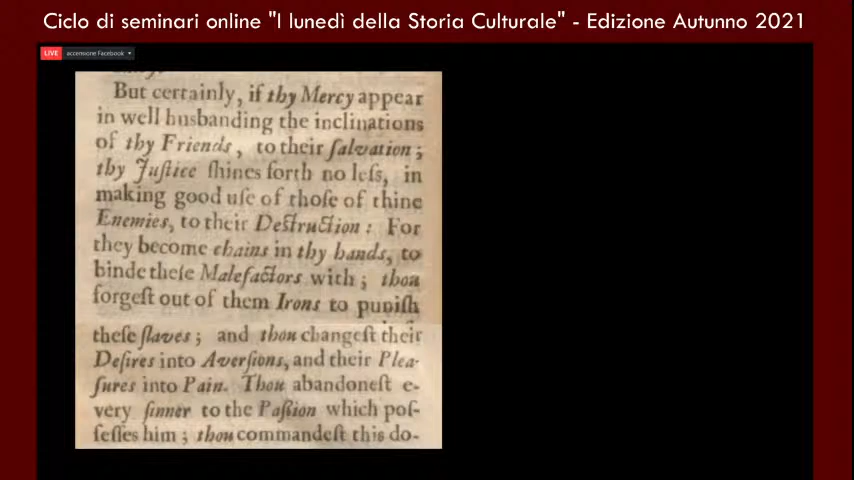 Ciclo di seminari online "I lunedì della Storia Culturale" - Edizione Autunno 2021
LIVE accensione Facebook
But certainly, if thy Mercy appear
in well husbanding the inclinations
of thy Friends, to their ſalvation;
thy Juſtice ſhines forth no leſs, in
making good uſe of thoſe of thine
Enemies, to their Deſtruction: For
they become chains in thy hands, to
binde theſe Malefactors with; thou
forgeſt out of them Irons to puniſh
theſe ſlaves; and thou changeſt their
Deſires into Averſions, and their Plea-
ſures into Pain. Thou abandoneſt e-
very ſinner to the Paſſion which poſ-
ſeſſes him; thou commandeſt this do-